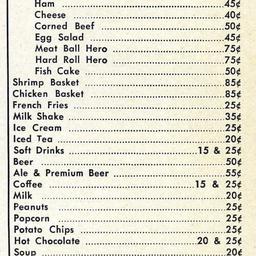 Ham 45¢
Cheese 40¢
Corned Beef 50¢
Egg Salad 45¢
Meat Ball Hero 75¢
Hard Roll Hero 75¢
Fish Cake 50¢
Shrimp Basket 85¢
Chicken Basket 85¢
French Fries 25¢
Milk Shake 35¢
Ice Cream 25¢
Iced Tea 20¢
Soft Drinks 15 & 25¢
Beer 50¢
Ale & Premium Beer 55¢
Coffee 15 & 25¢
Milk 20¢
Peanuts 25¢
Popcorn 25¢
Potato Chips 25¢
Hot Chocolate 20 & 25¢
Soup 20¢